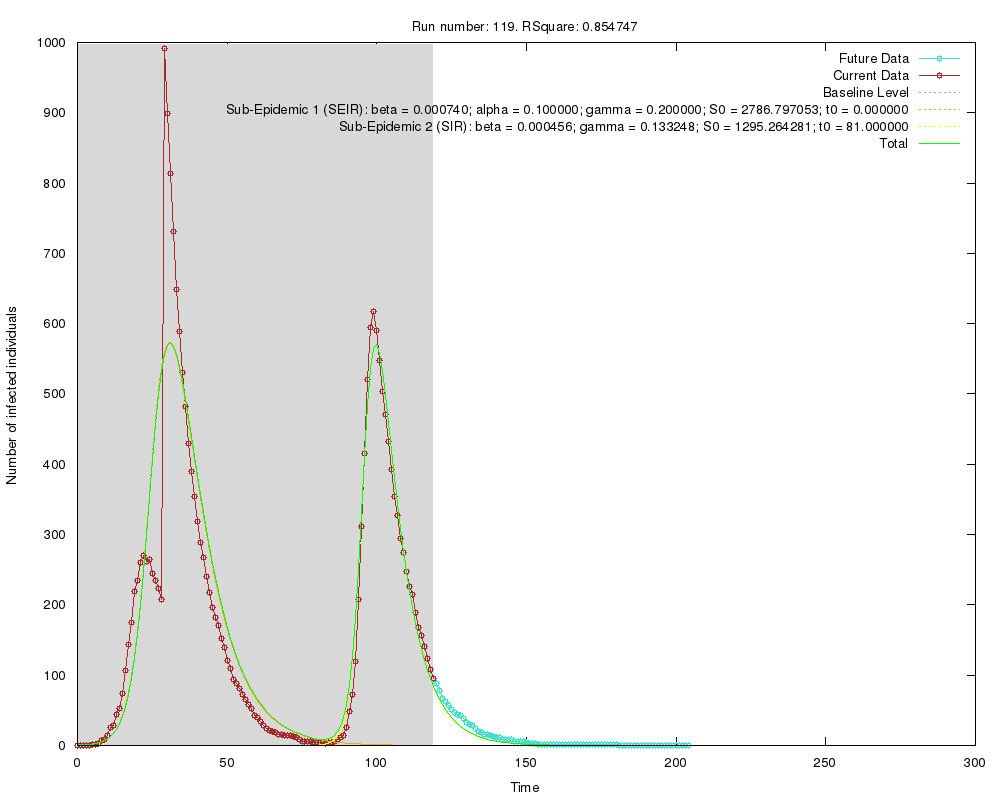 Run number: 119. RSquare: 0.854747
Future Data
Current Data
Baseline Level
Sub-Epidemic 1 (SEIR): beta = 0.000740; alpha = 0.100000; gamma = 0.200000; S0 = 2786.797053; t0 = 0.000000
Sub-Epidemic 2 (SIR): beta = 0.000456; gamma = 0.133248; S0 = 1295.264281; t0 = 81.000000
Total
Number of infected individuals
1000
900
800
700
600
500
400
300
200
100
0
0 50 100 150 200 250 300
Time